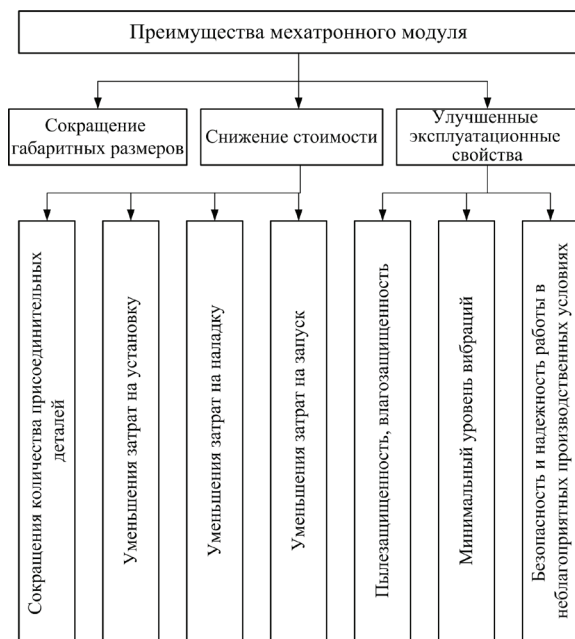 Преимущества мехатронного модуля
Сокращение
габаритных размеров
Снижение стоимости
Улучшенные
эксплуатационные
свойства
Сокращения количества присоединительных
деталей
Уменьшения затрат на установку
Уменьшения затрат на наладку
Уменьшения затрат на запуск
Пылезащищенность, влагозащищенность
Минимальный уровень вибраций
Безопасность и надежность работы в
неблагоприятных производственных условиях